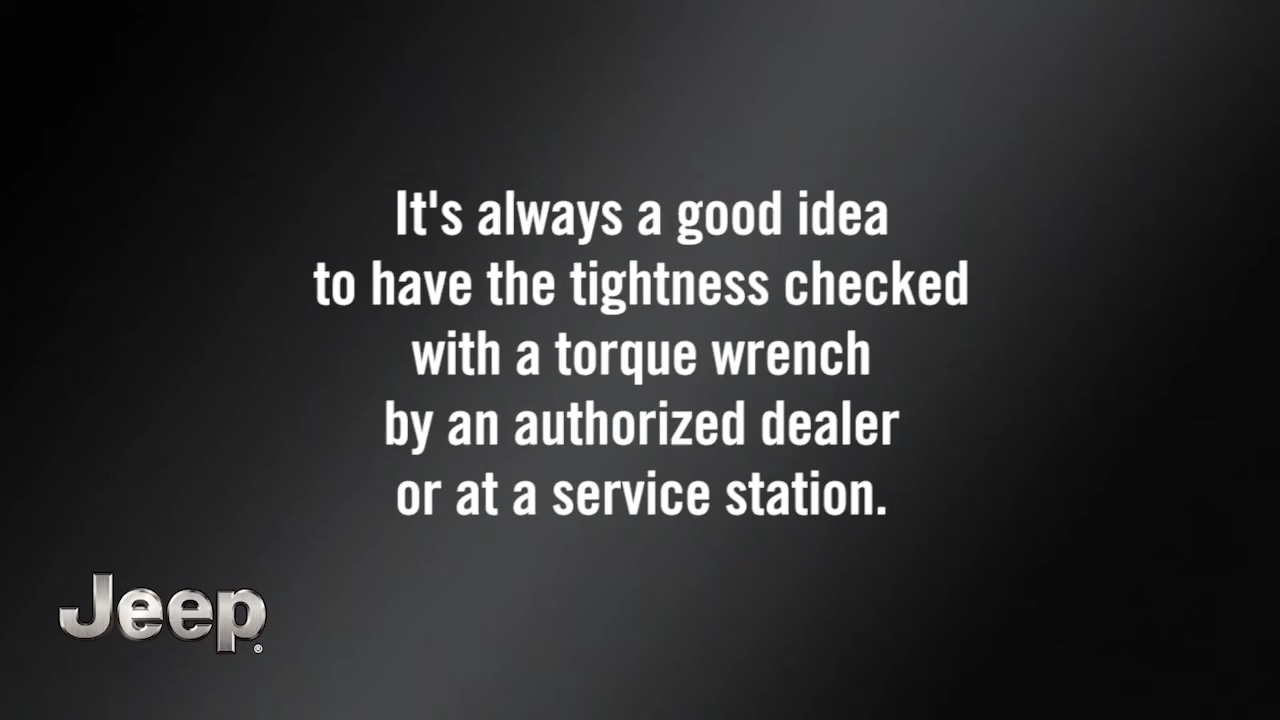 It's always a good idea
to have the tightness checked
with a torque wrench
by an authorized dealer
or at a service station.
Jeep®